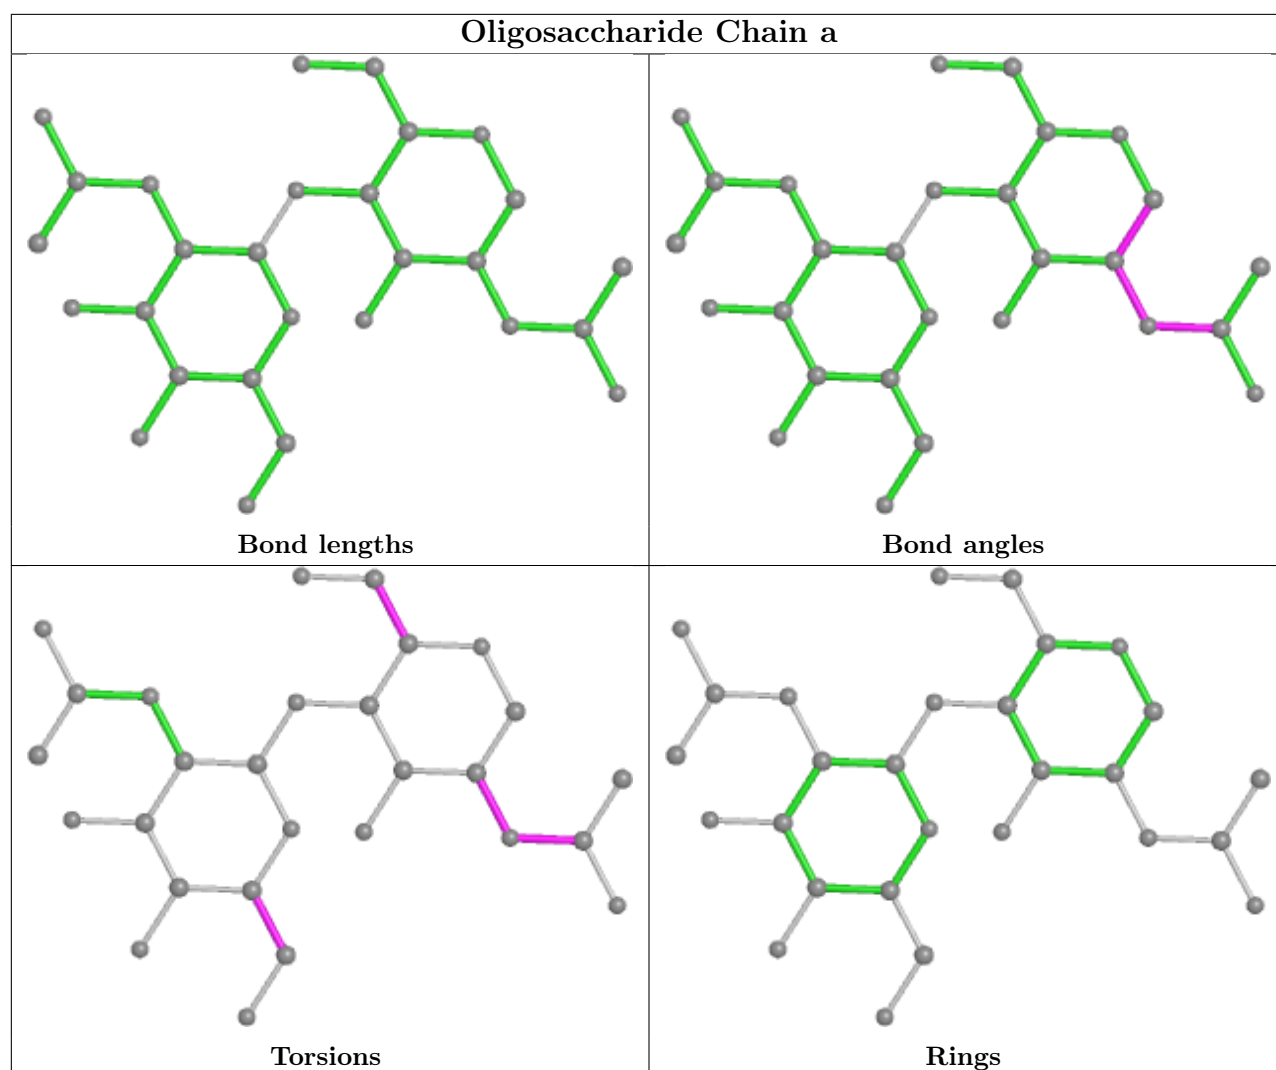 Oligosaccharide Chain a
Bond lengths
Bond angles
Torsions
Rings